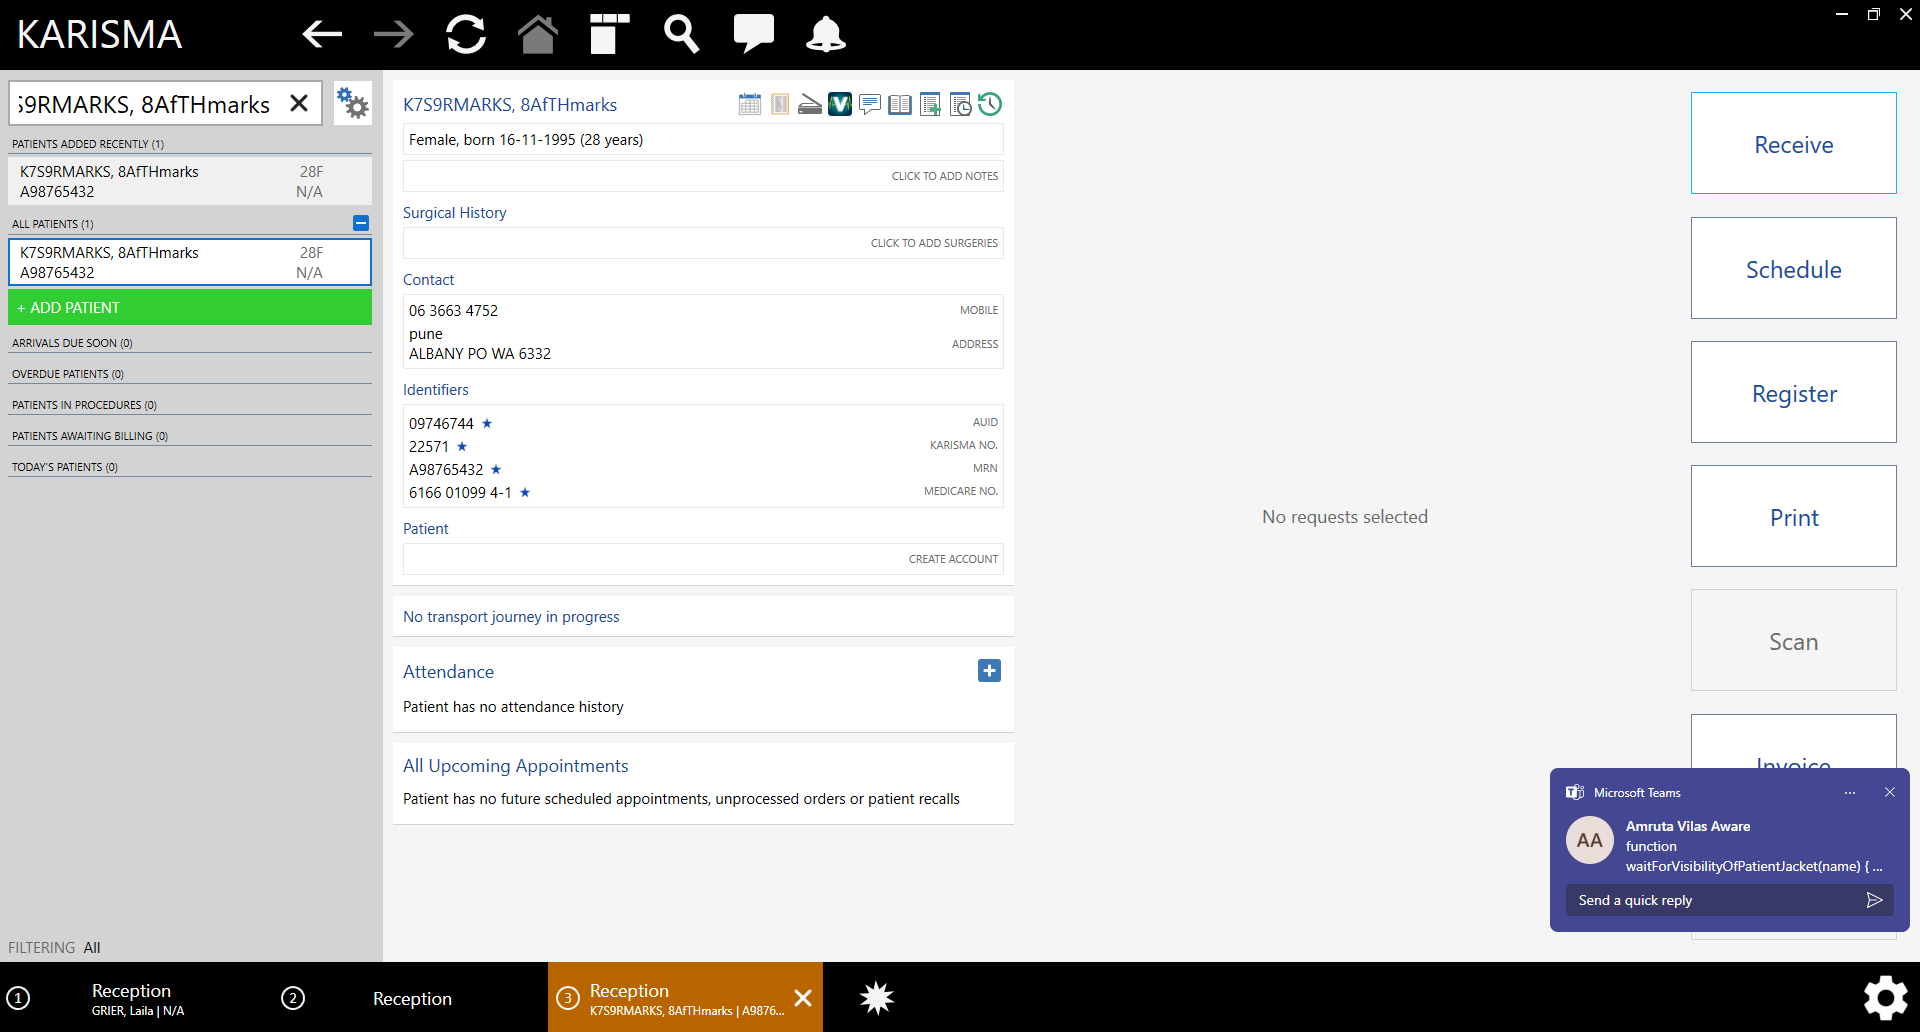 KARISMA
S9RMARKS, 8AfTHmarks
PATIENTS ADDED RECENTLY (1)
K7S9RMARKS, 8AfTHmarks 28F
A98765432 N/A
ALL PATIENTS (1)
K7S9RMARKS, 8AfTHmarks 28F
A98765432 N/A
+ ADD PATIENT
ARRIVALS DUE SOON (0)
OVERDUE PATIENTS (0)
PATIENTS IN PROCEDURES (0)
PATIENTS AWAITING BILLING (0)
TODAY'S PATIENTS (0)
FILTERING All
K7S9RMARKS, 8AfTHmarks
Female, born 16-11-1995 (28 years)
CLICK TO ADD NOTES
Surgical History
CLICK TO ADD SURGERIES
Contact
06 3663 4752 MOBILE
pune
ALBANY PO WA 6332
ADDRESS
Identifiers
09746744 ★ AUID
22571 ★ KARISMA NO.
A98765432 ★ MRN
6166 01099 4-1 ★ MEDICARE NO.
Patient
CREATE ACCOUNT
No transport journey in progress
Attendance
Patient has no attendance history
All Upcoming Appointments
Patient has no future scheduled appointments, unprocessed orders or patient recalls
No requests selected
Receive
Schedule
Register
Print
Scan
Invoice
Microsoft Teams
AA
Amruta Vilas Aware
function
waitForVisibilityOfPatientJacket(name) { ...
Send a quick reply
1 Reception
GRIER, Laila | N/A
2 Reception
3 Reception
K7S9RMARKS, 8AfTHmarks | A9876...